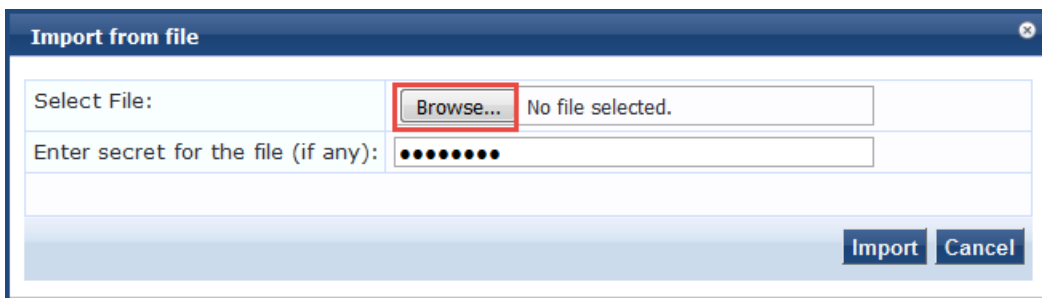 Import from file
Select File: Browse... No file selected.
Enter secret for the file (if any): ●●●●●●●●
Import Cancel